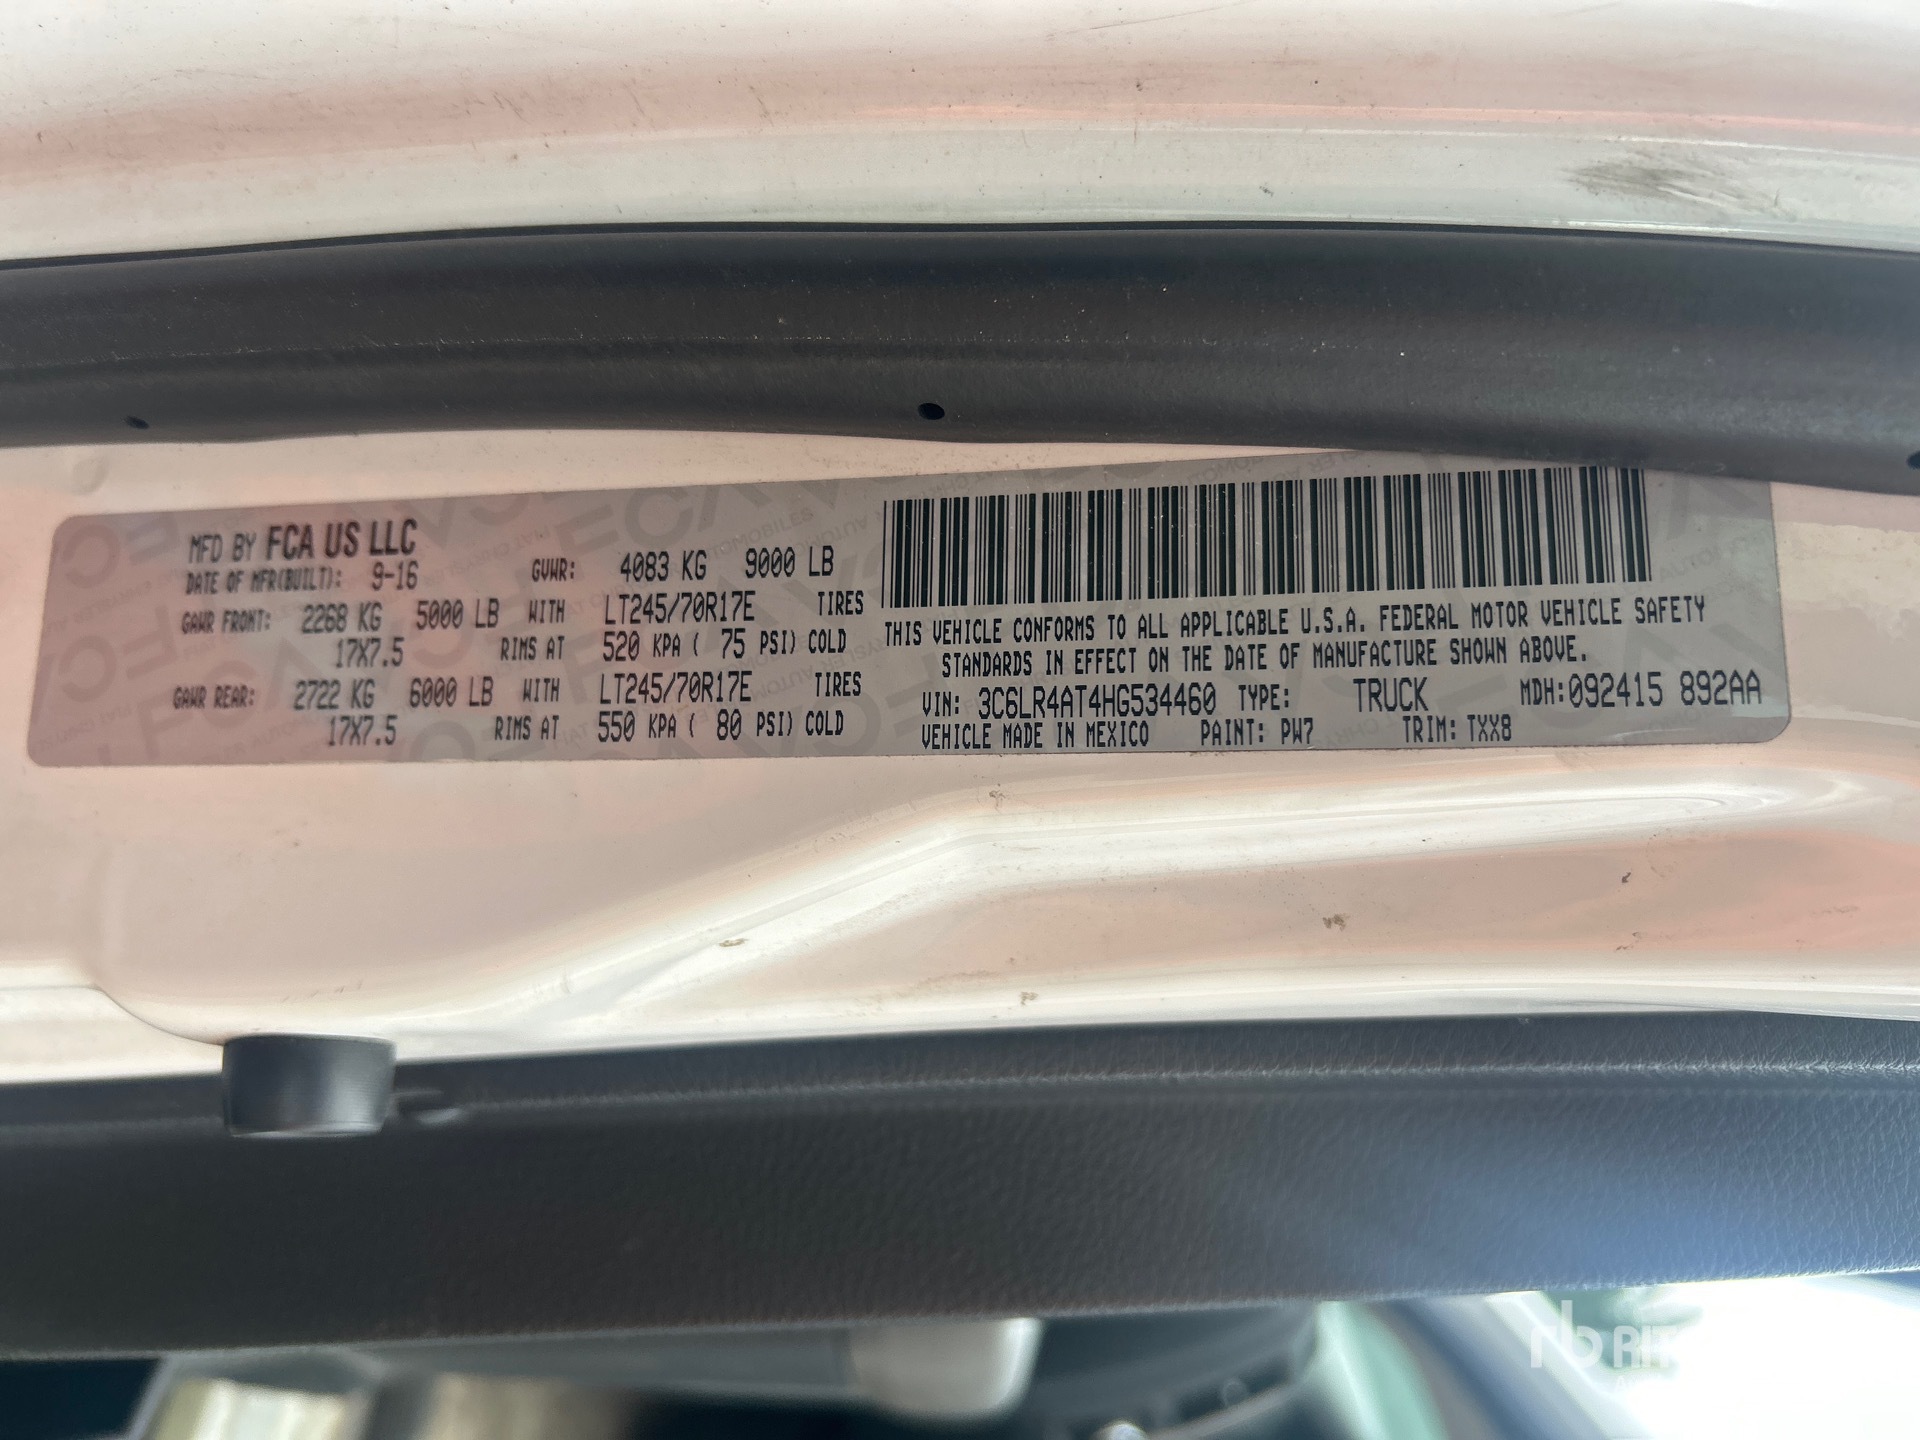 MFD BY FCA US LLC
DATE OF MFR(BUILT): 9-16 GVWR: 4083 KG 9000 LB
GAWR FRONT: 2268 KG 5000 LB WITH LT245/70R17E TIRES
17X7.5 RIMS AT 520 KPA ( 75 PSI) COLD
GAWR REAR: 2722 KG 6000 LB WITH LT245/70R17E TIRES
17X7.5 RIMS AT 550 KPA ( 80 PSI) COLD
THIS VEHICLE CONFORMS TO ALL APPLICABLE U.S.A. FEDERAL MOTOR VEHICLE SAFETY
STANDARDS IN EFFECT ON THE DATE OF MANUFACTURE SHOWN ABOVE.
VIN: 3C6LR4AT4HG534460 TYPE: TRUCK MDH: 092415 892AA
VEHICLE MADE IN MEXICO PAINT: PW7 TRIM: TXX8
rb